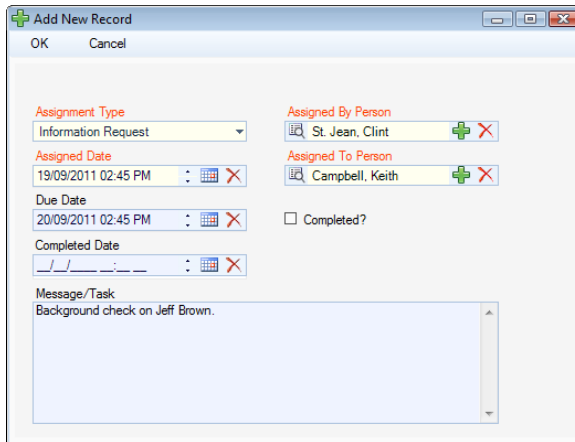 Add New Record
OK Cancel
Assignment Type
Information Request
Assigned By Person
St. Jean, Clint
Assigned Date
19/09/2011 02:45 PM
Assigned To Person
Campbell, Keith
Due Date
20/09/2011 02:45 PM
Completed?
Completed Date
__/__/____ __:__ __
Message/Task
Background check on Jeff Brown.